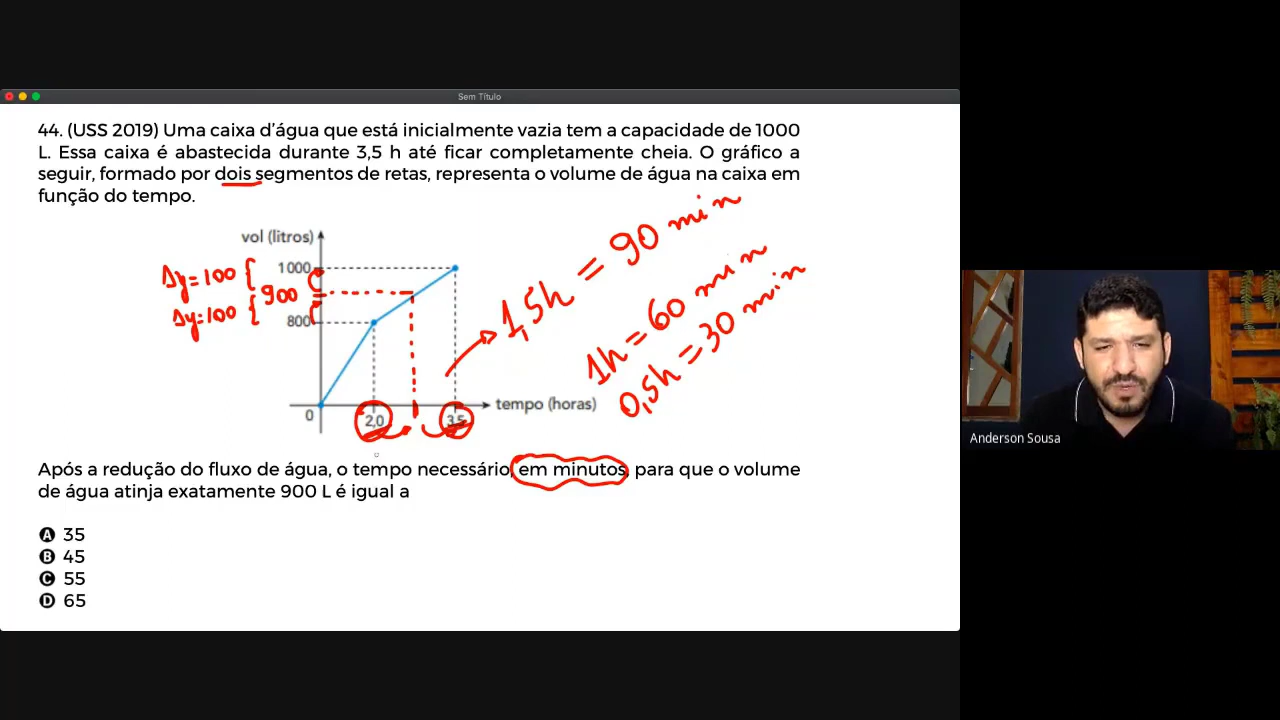 Sem Título
44. (USS 2019) Uma caixa d'água que está inicialmente vazia tem a capacidade de 1000
L. Essa caixa é abastecida durante 3,5 h até ficar completamente cheia. O gráfico a
seguir, formado por dois segmentos de retas, representa o volume de água na caixa em
função do tempo.
vol (litros)
1000
900
800
Δy=100 {
Δy=100 {
0
2,0
3,5
tempo (horas)
1,5h = 90 min
1h = 60 min
0,5h = 30 min
Após a redução do fluxo de água, o tempo necessário, em minutos, para que o volume
de água atinja exatamente 900 L é igual a
A 35
B 45
C 55
D 65
Anderson Sousa